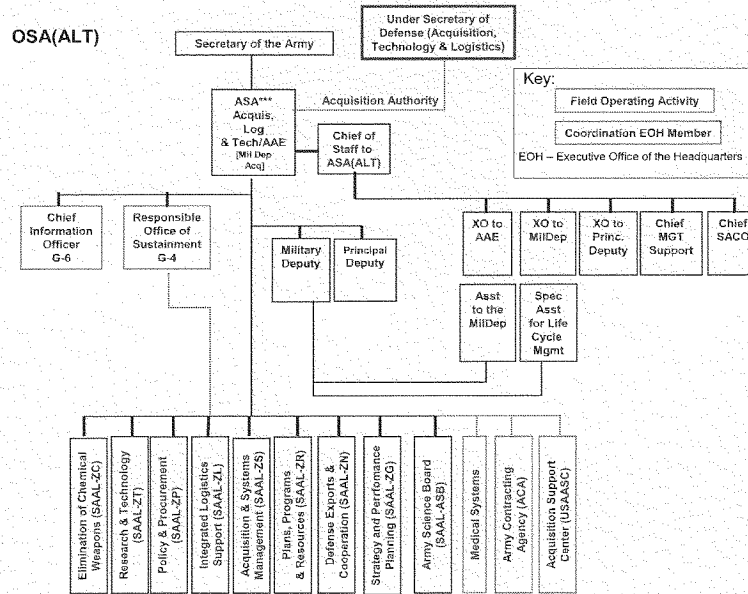 OSA(ALT)
Under Secretary of
Defense (Acquisition,
Technology & Logistics)
Secretary of the Army
Key:
Field Operating Activity
Coordination EOH Member
EOH – Executive Office of the Headquarters
ASA***
Acquis,
Log
& Tech/AAE
[Mil Dep
Acq]
Acquisition Authority
Chief of
Staff to
ASA(ALT)
Chief
Information
Officer
G-6
Responsible
Office of
Sustainment
G-4
Military
Deputy
Principal
Deputy
XO to
AAE
XO to
MilDep
XO to
Princ.
Deputy
Chief
MGT
Support
Chief
SACO
Asst
to the
MilDep
Spec
Asst
for Life
Cycle
Mgmt
Elimination of Chemical
Weapons (SAAL-ZC)
Research & Technology
(SAAL-ZT)
Policy & Procurement
(SAAL-ZP)
Integrated Logistics
Support (SAAL-ZL)
Acquisition & Systems
Management (SAAL-ZS)
Plans, Programs
& Resources (SAAL-ZR)
Defense Exports &
Cooperation (SAAL-ZN)
Strategy and Perrfomance
Planning (SAAL-ZG)
Army Science Board
(SAAL-ASB)
Medical Systems
Army Contracting
Agency (ACA)
Acquisition Support
Center (USAASC)